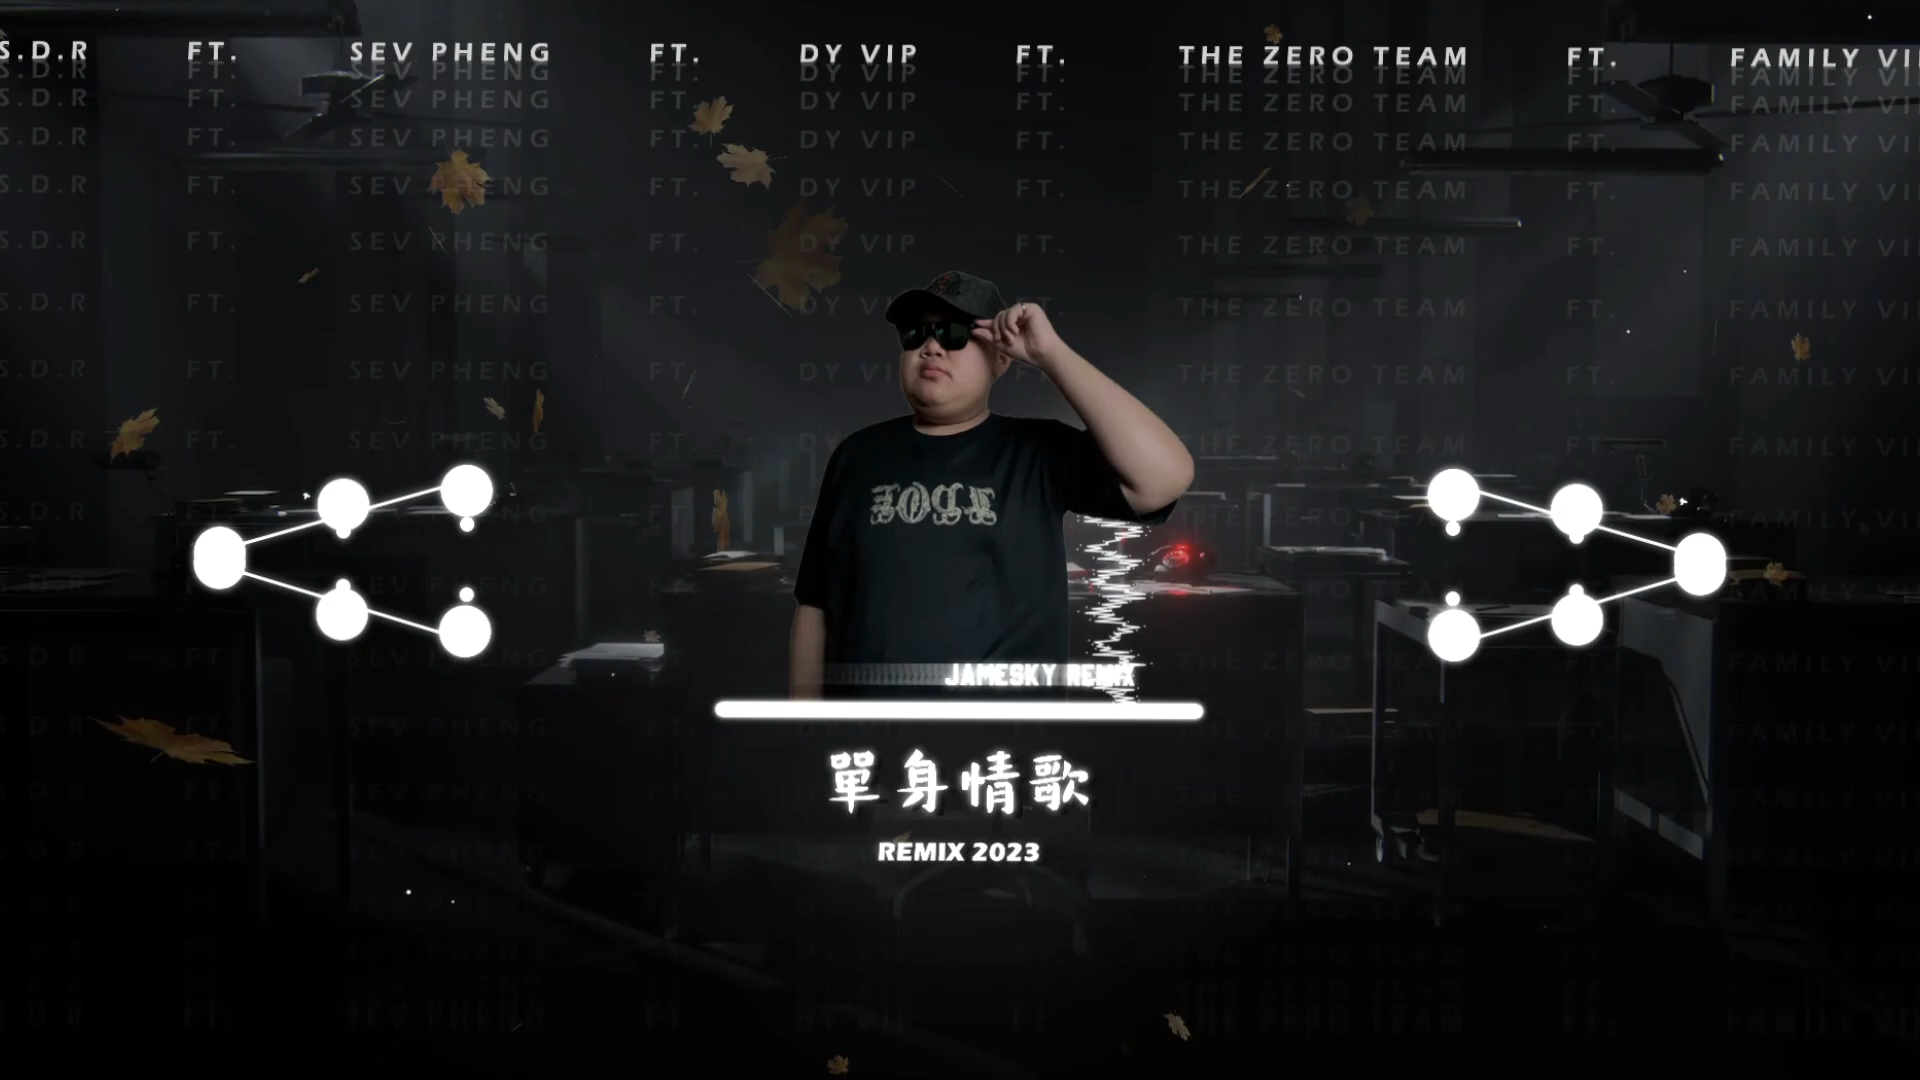 S.D.R FT. SEV PHENG FT. DY VIP FT. THE ZERO TEAM FT. FAMILY VI
JAMESKY REMIX
單身情歌
REMIX 2023